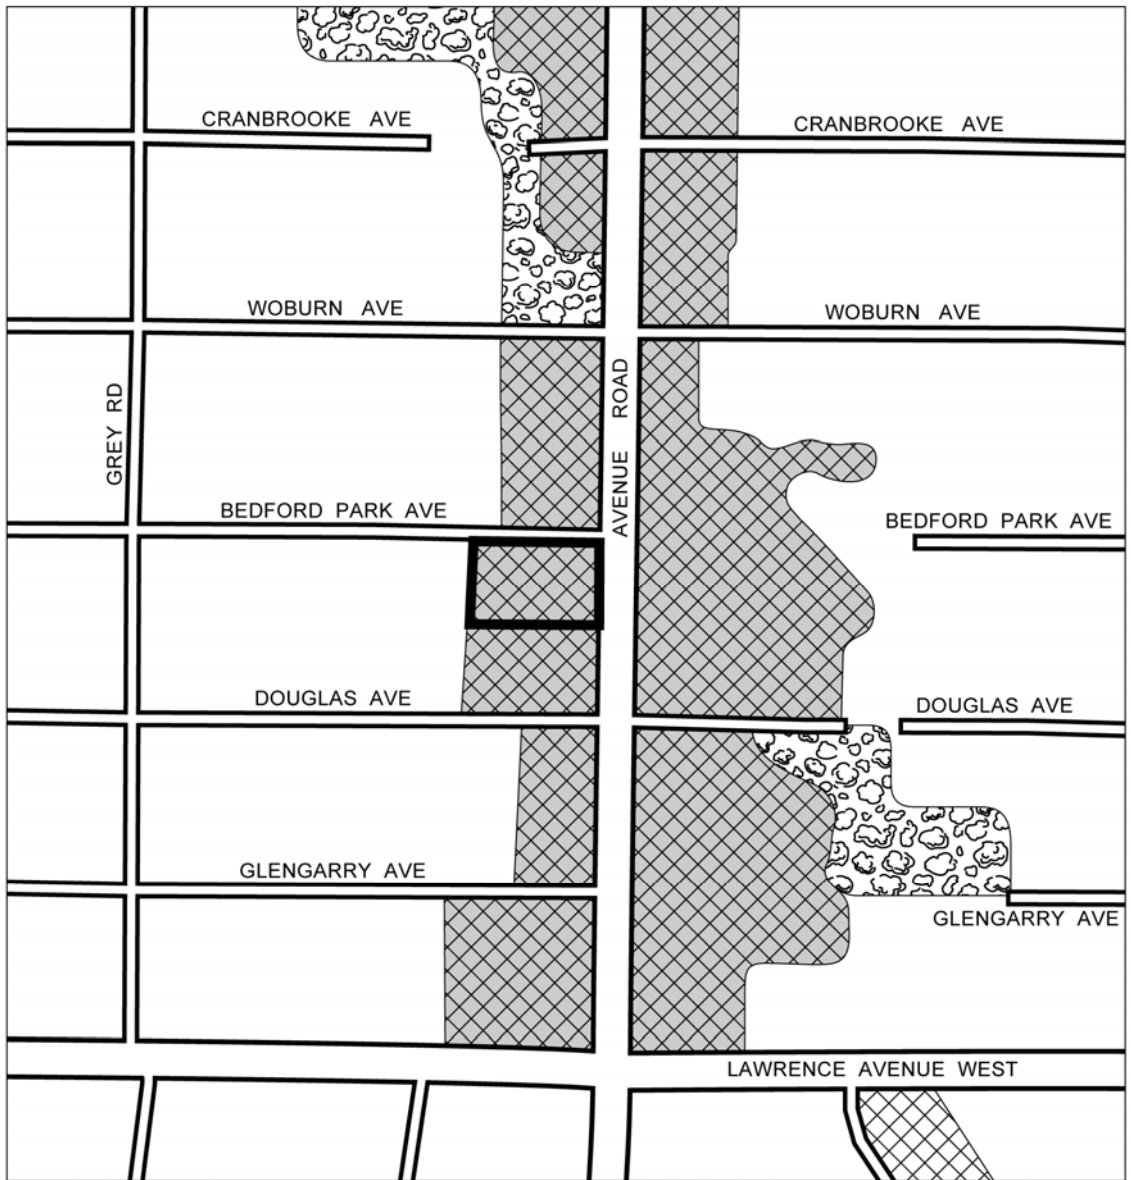 CRANBROOKE AVE
CRANBROOKE AVE
WOBURN AVE
WOBURN AVE
GREY RD
AVENUE ROAD
BEDFORD PARK AVE
BEDFORD PARK AVE
DOUGLAS AVE
DOUGLAS AVE
GLENGARRY AVE
GLENGARRY AVE
LAWRENCE AVENUE WEST